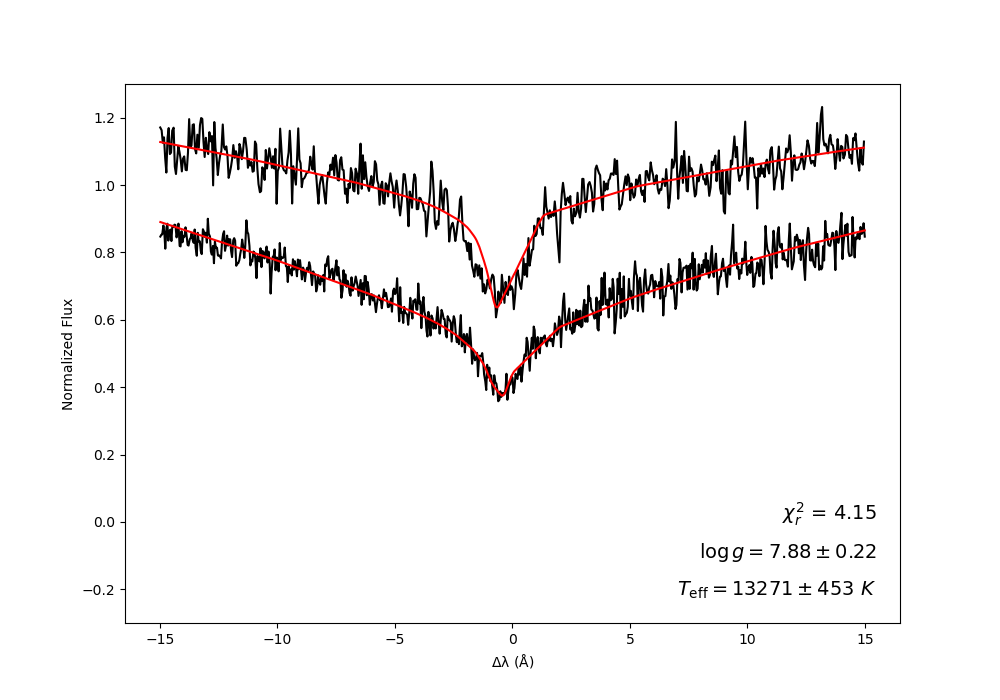 1.2
1.0
0.8
0.6
0.4
0.2
0.0
−0.2
Normalized Flux
χ²ᵣ = 4.15
log g = 7.88 ± 0.22
T_eff = 13271 ± 453 K
−15 −10 −5 0 5 10 15
Δλ (Å)